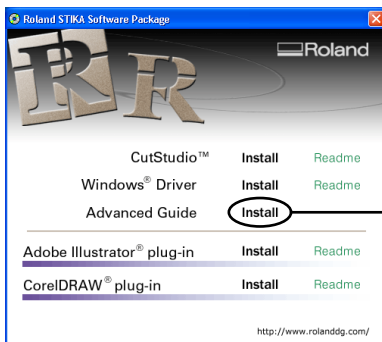 Roland STIKA Software Package
Roland
R R
CutStudio™ Install Readme
Windows® Driver Install Readme
Advanced Guide Install
Adobe Illustrator® plug-in Install Readme
CorelDRAW® plug-in Install Readme
http://www.rolanddg.com/